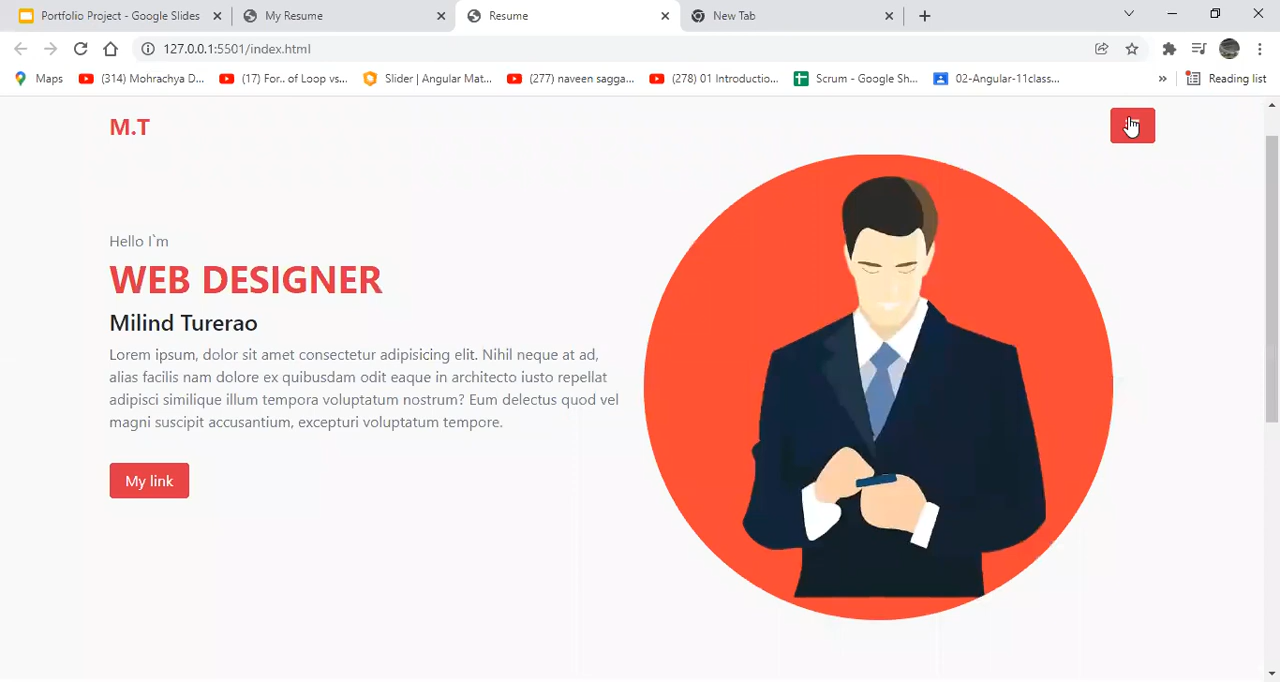 Portfolio Project - Google Slides
My Resume
Resume
New Tab
127.0.0.1:5501/index.html
Maps
(314) Mohrachya D...
(17) For.. of Loop vs...
Slider | Angular Mat...
(277) naveen sagga...
(278) 01 Introductio...
Scrum - Google Sh...
02-Angular-11class...
»
Reading list
M.T
Hello I`m
WEB DESIGNER
Milind Turerao
Lorem ipsum, dolor sit amet consectetur adipisicing elit. Nihil neque at ad,
alias facilis nam dolore ex quibusdam odit eaque in architecto iusto repellat
adipisci similique illum tempora voluptatum nostrum? Eum delectus quod vel
magni suscipit accusantium, excepturi voluptatum tempore.
My link